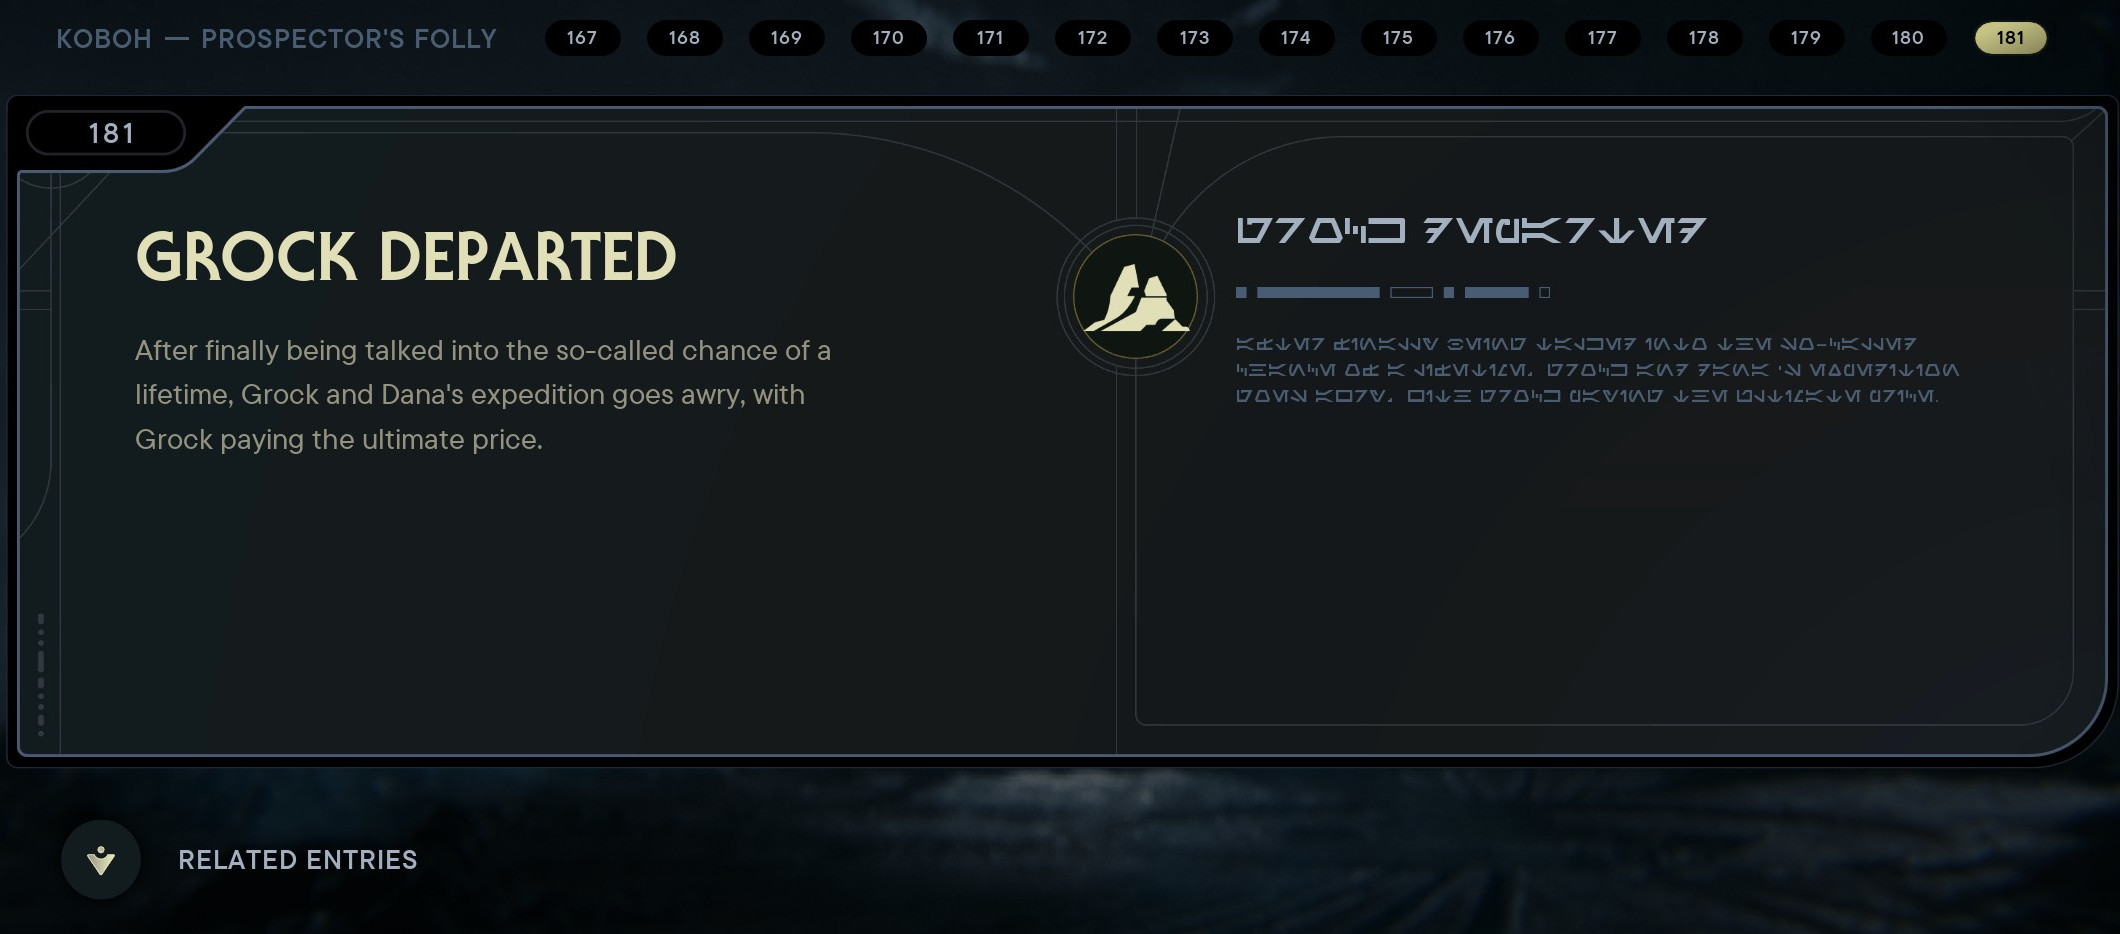 KOBOH — PROSPECTOR'S FOLLY 167 168 169 170 171 172 173 174 175 176 177 178 179 180 181
181
GROCK DEPARTED
After finally being talked into the so-called chance of a
lifetime, Grock and Dana's expedition goes awry, with
Grock paying the ultimate price.
RELATED ENTRIES